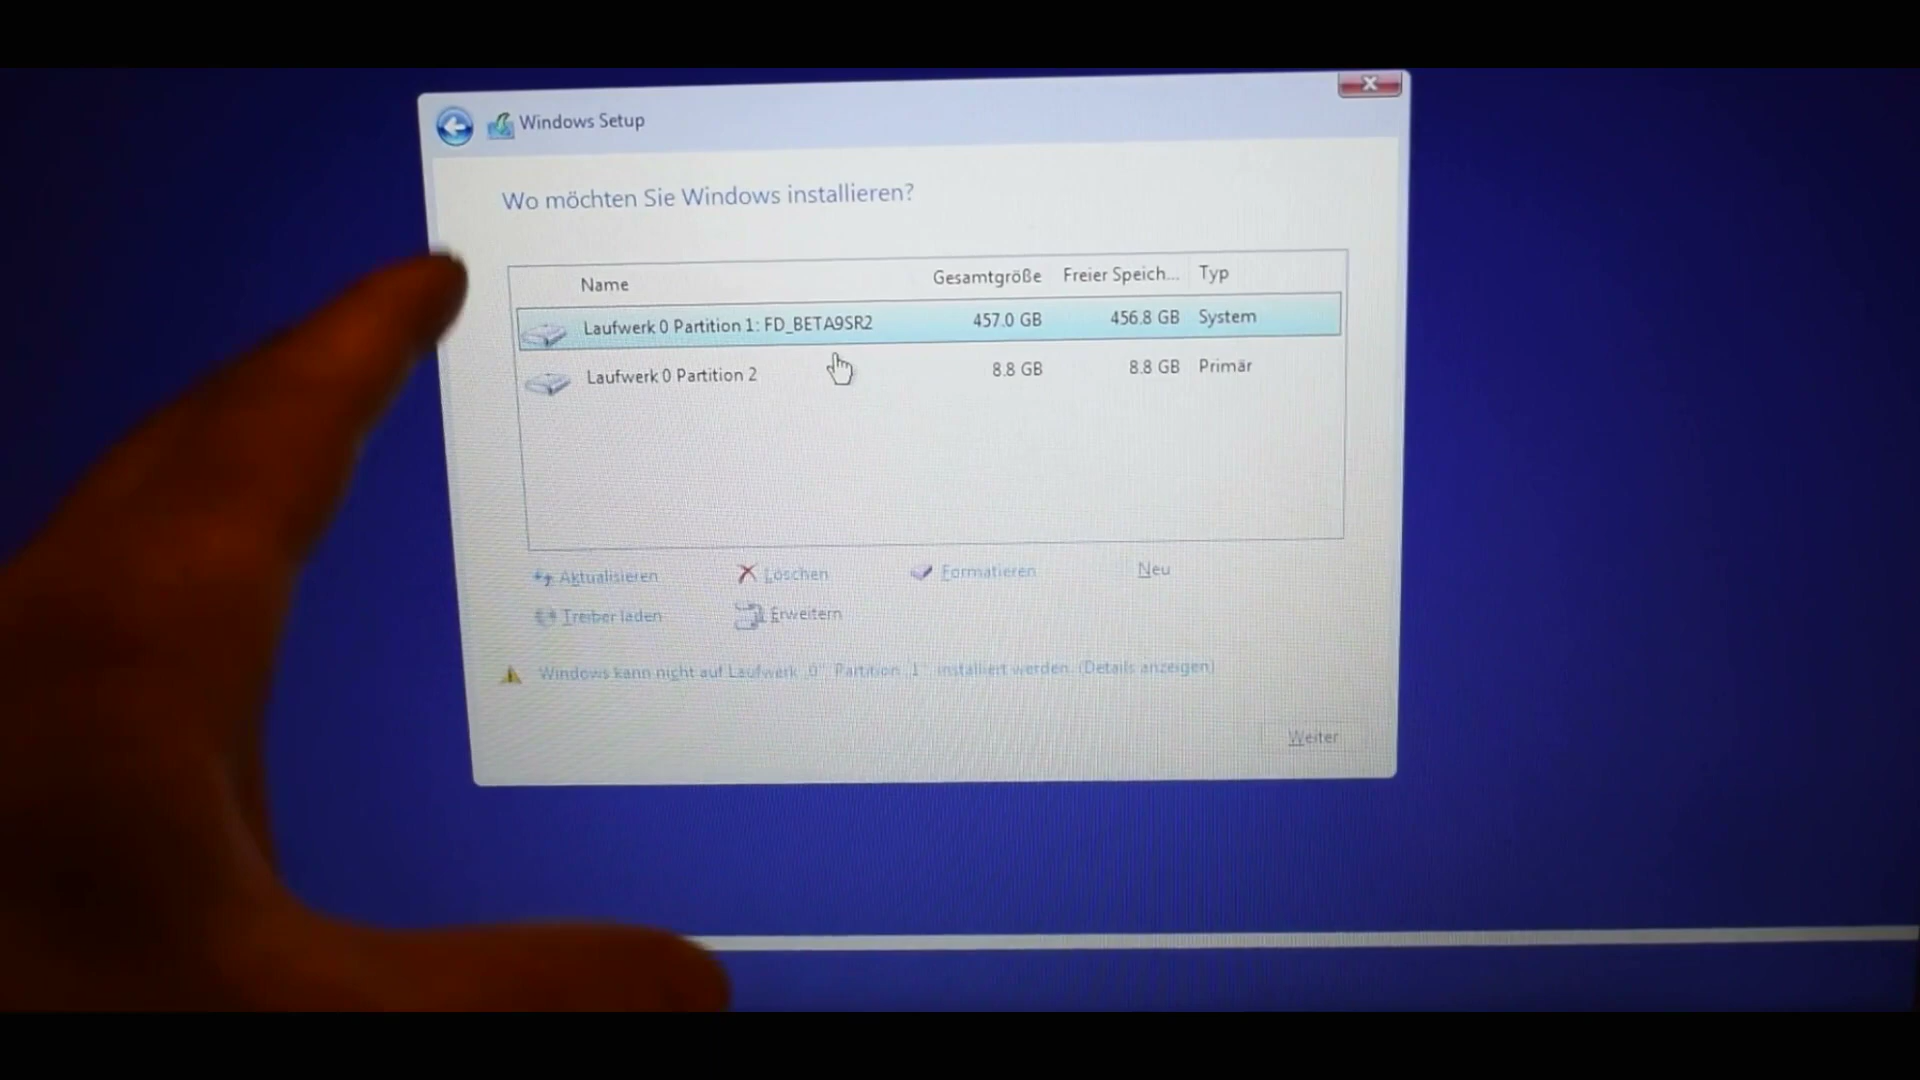 Windows Setup
Wo möchten Sie Windows installieren?
Name Gesamtgröße Freier Speich... Typ
Laufwerk 0 Partition 1: FD_BETA9SR2 457.0 GB 456.8 GB System
Laufwerk 0 Partition 2 8.8 GB 8.8 GB Primär
Aktualisieren Löschen Formatieren Neu
Treiber laden Erweitern
Windows kann nicht auf Laufwerk "0", Partition "1" installiert werden. (Details anzeigen)
Weiter